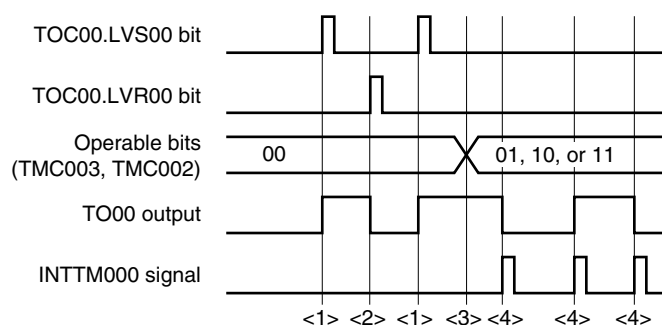 TOC00.LVS00 bit
TOC00.LVR00 bit
Operable bits
(TMC003, TMC002)
00
01, 10, or 11
TO00 output
INTTM000 signal
<1> <2> <1> <3> <4> <4> <4>